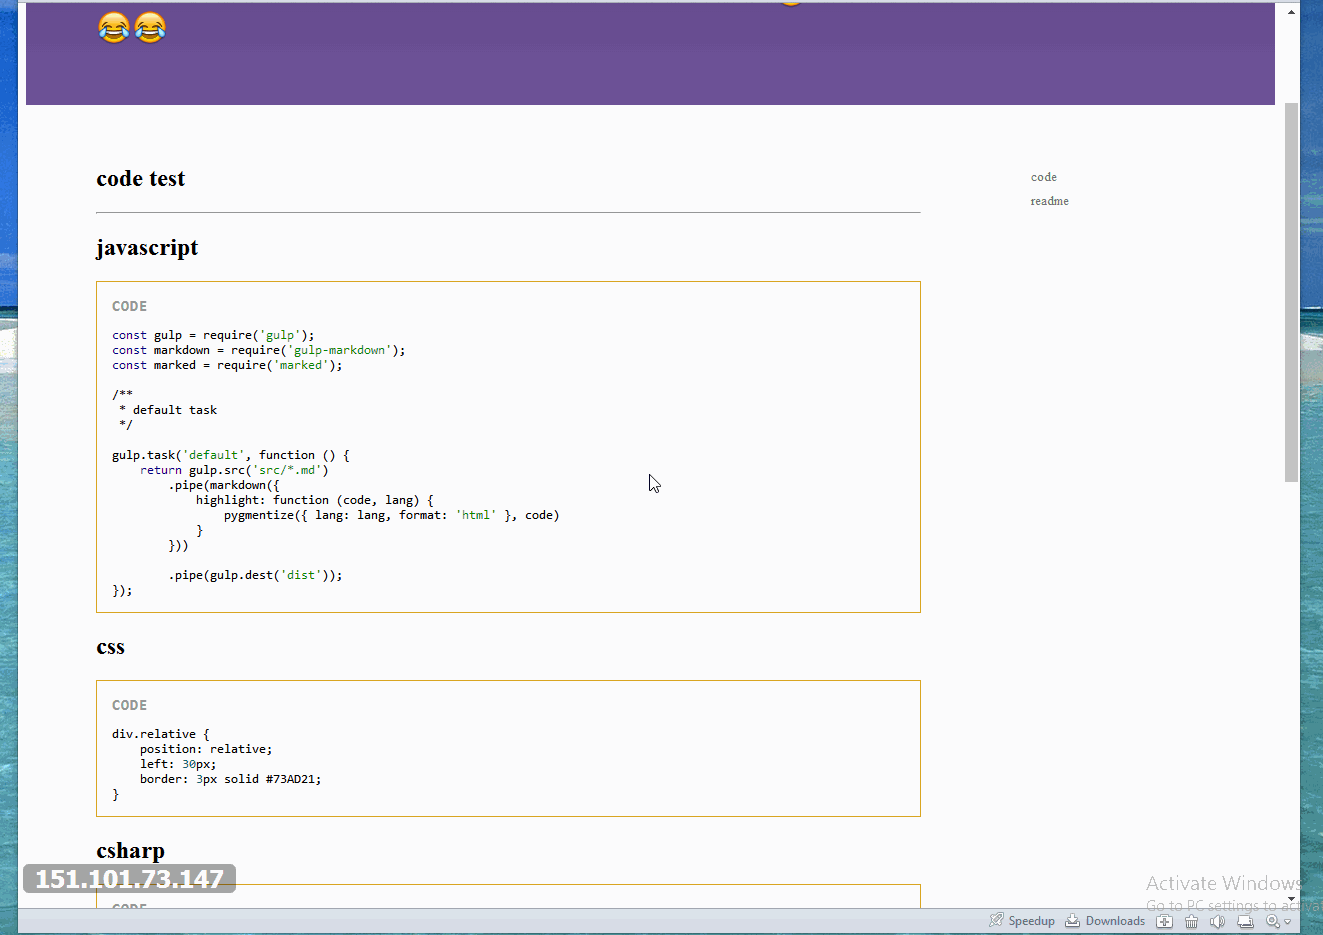 😂😂
code test
code
readme
javascript
CODE
const gulp = require('gulp');
const markdown = require('gulp-markdown');
const marked = require('marked');
/**
 * default task
 */
gulp.task('default', function () {
    return gulp.src('src/*.md')
        .pipe(markdown({
            highlight: function (code, lang) {
                pygmentize({ lang: lang, format: 'html' }, code)
            }
        }))
        .pipe(gulp.dest('dist'));
});
css
CODE
div.relative {
    position: relative;
    left: 30px;
    border: 3px solid #73AD21;
}
csharp
151.101.73.147
CODE
Activate Windows
Go to PC settings to activa
Speedup
Downloads